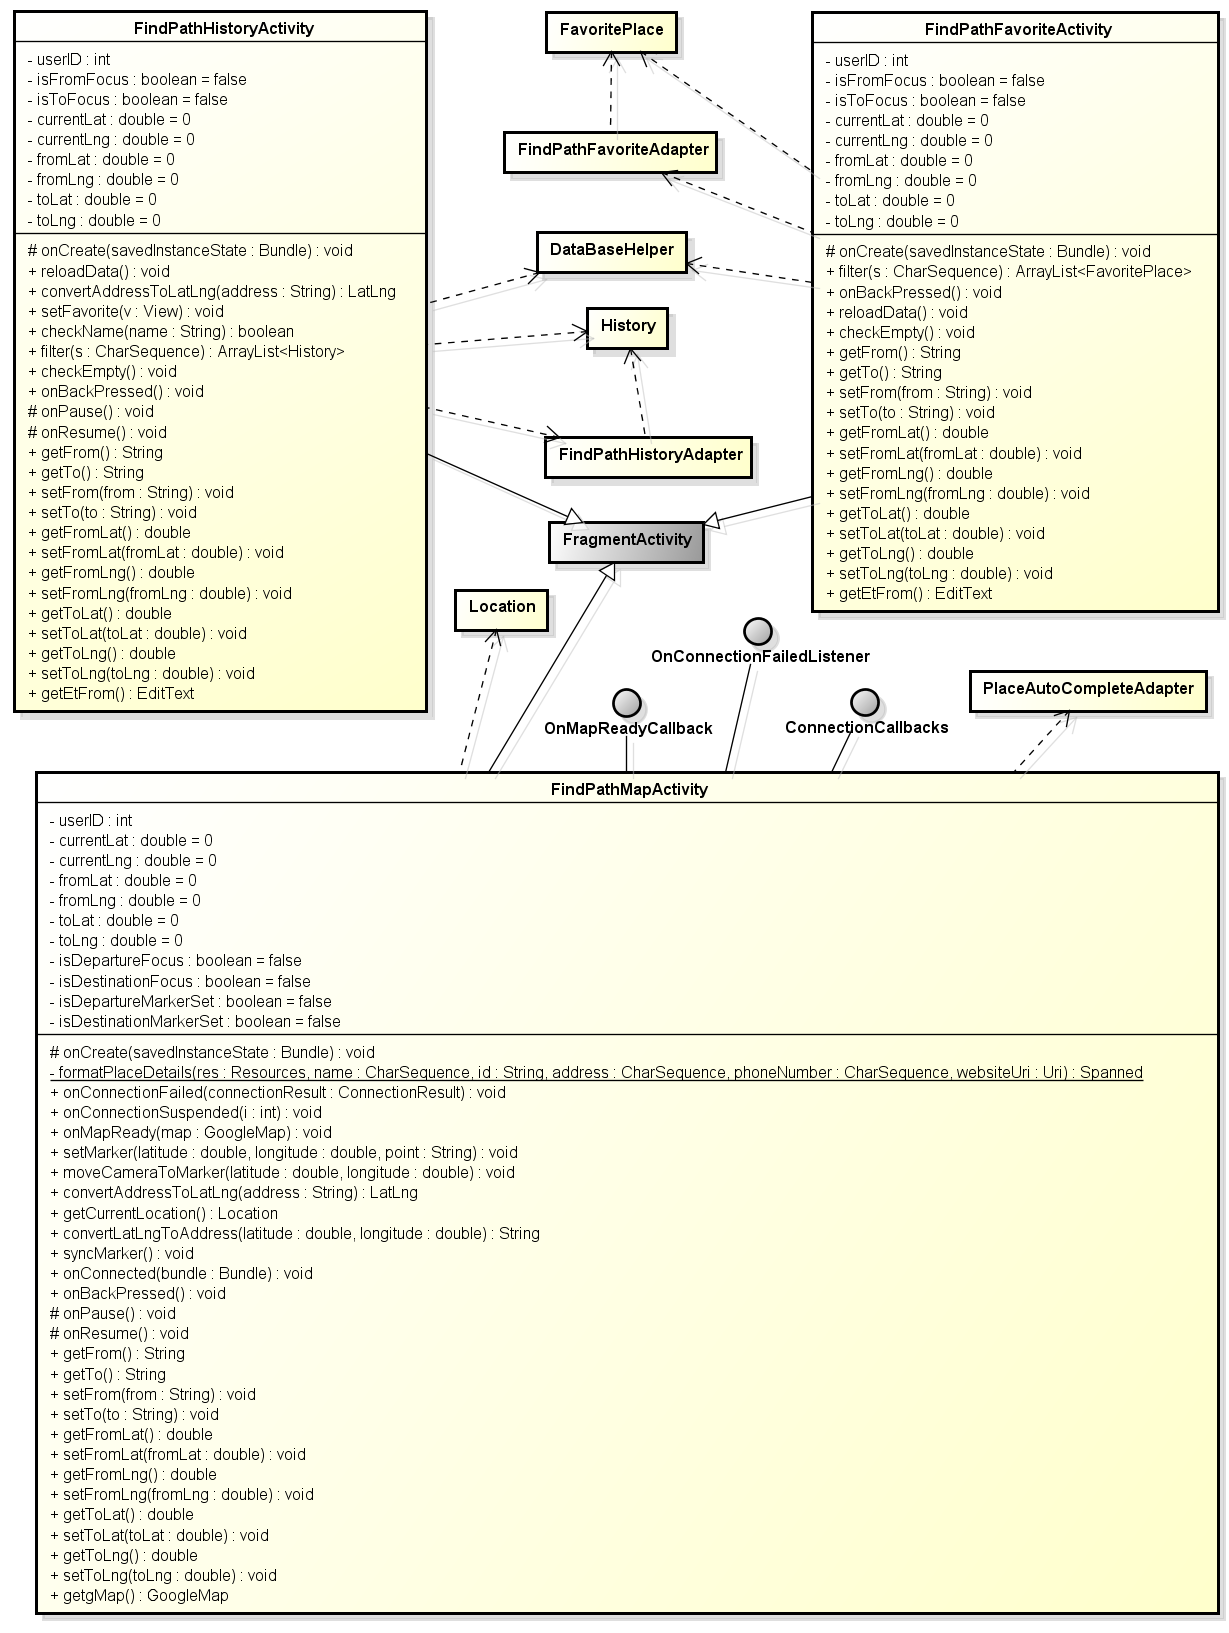 FindPathHistoryActivity
- userID : int
- isFromFocus : boolean = false
- isToFocus : boolean = false
- currentLat : double = 0
- currentLng : double = 0
- fromLat : double = 0
- fromLng : double = 0
- toLat : double = 0
- toLng : double = 0
# onCreate(savedInstanceState : Bundle) : void
+ reloadData() : void
+ convertAddressToLatLng(address : String) : LatLng
+ setFavorite(v : View) : void
+ checkName(name : String) : boolean
+ filter(s : CharSequence) : ArrayList<History>
+ checkEmpty() : void
+ onBackPressed() : void
# onPause() : void
# onResume() : void
+ getFrom() : String
+ getTo() : String
+ setFrom(from : String) : void
+ setTo(to : String) : void
+ getFromLat() : double
+ setFromLat(fromLat : double) : void
+ getFromLng() : double
+ setFromLng(fromLng : double) : void
+ getToLat() : double
+ setToLat(toLat : double) : void
+ getToLng() : double
+ setToLng(toLng : double) : void
+ getEtFrom() : EditText
FavoritePlace
FindPathFavoriteAdapter
DataBaseHelper
History
FindPathHistoryAdapter
FragmentActivity
Location
FindPathFavoriteActivity
- userID : int
- isFromFocus : boolean = false
- isToFocus : boolean = false
- currentLat : double = 0
- currentLng : double = 0
- fromLat : double = 0
- fromLng : double = 0
- toLat : double = 0
- toLng : double = 0
# onCreate(savedInstanceState : Bundle) : void
+ filter(s : CharSequence) : ArrayList<FavoritePlace>
+ onBackPressed() : void
+ reloadData() : void
+ checkEmpty() : void
+ getFrom() : String
+ getTo() : String
+ setFrom(from : String) : void
+ setTo(to : String) : void
+ getFromLat() : double
+ setFromLat(fromLat : double) : void
+ getFromLng() : double
+ setFromLng(fromLng : double) : void
+ getToLat() : double
+ setToLat(toLat : double) : void
+ getToLng() : double
+ setToLng(toLng : double) : void
+ getEtFrom() : EditText
OnConnectionFailedListener
OnMapReadyCallback
ConnectionCallbacks
PlaceAutoCompleteAdapter
FindPathMapActivity
- userID : int
- currentLat : double = 0
- currentLng : double = 0
- fromLat : double = 0
- fromLng : double = 0
- toLat : double = 0
- toLng : double = 0
- isDepartureFocus : boolean = false
- isDestinationFocus : boolean = false
- isDepartureMarkerSet : boolean = false
- isDestinationMarkerSet : boolean = false
# onCreate(savedInstanceState : Bundle) : void
- formatPlaceDetails(res : Resources, name : CharSequence, id : String, address : CharSequence, phoneNumber : CharSequence, websiteUri : Uri) : Spanned
+ onConnectionFailed(connectionResult : ConnectionResult) : void
+ onConnectionSuspended(i : int) : void
+ onMapReady(map : GoogleMap) : void
+ setMarker(latitude : double, longitude : double, point : String) : void
+ moveCameraToMarker(latitude : double, longitude : double) : void
+ convertAddressToLatLng(address : String) : LatLng
+ getCurrentLocation() : Location
+ convertLatLngToAddress(latitude : double, longitude : double) : String
+ syncMarker() : void
+ onConnected(bundle : Bundle) : void
+ onBackPressed() : void
# onPause() : void
# onResume() : void
+ getFrom() : String
+ getTo() : String
+ setFrom(from : String) : void
+ setTo(to : String) : void
+ getFromLat() : double
+ setFromLat(fromLat : double) : void
+ getFromLng() : double
+ setFromLng(fromLng : double) : void
+ getToLat() : double
+ setToLat(toLat : double) : void
+ getToLng() : double
+ setToLng(toLng : double) : void
+ getgMap() : GoogleMap